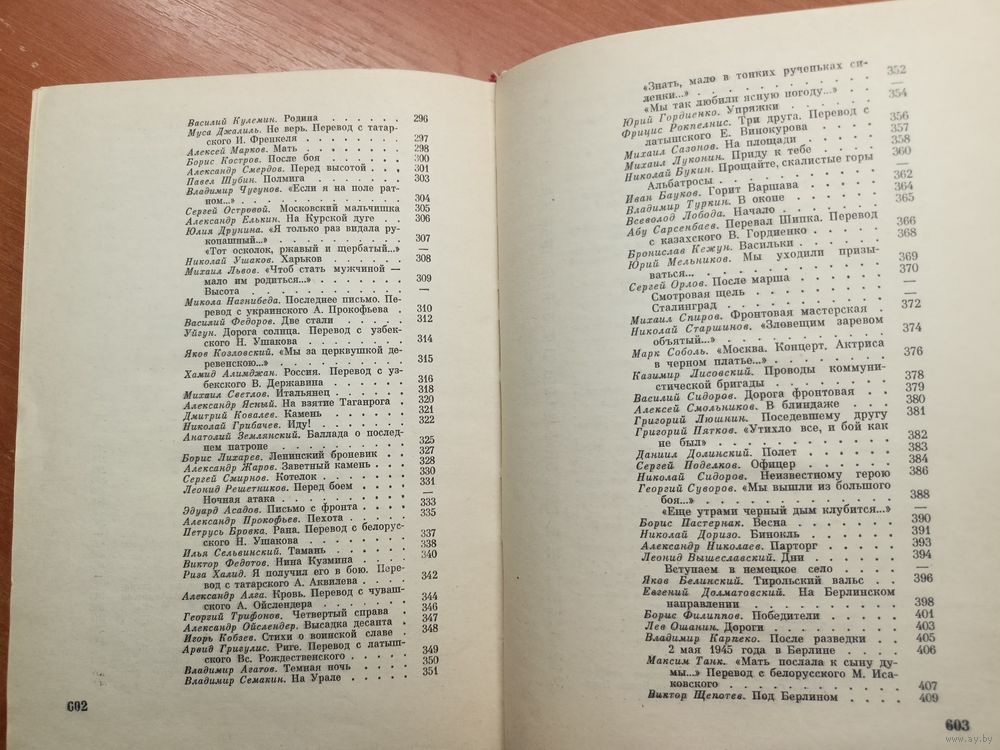 Василий Кулемин. Родина . . . . . . 296
Муса Джалиль. Не верь. Перевод с татар-
ского И. Френкеля . . . . . . . 297
Алексей Марков. Мать . . . . . . . 298
Борис Костров. После боя . . . . . . 300
Александр Смердов. Перед высотой . . . . 301
Павел Шубин. Полмига . . . . . . . 303
Владимир Чугунов. «Если я на поле рат-
ном...» . . . . . . . . . . . 304
Сергей Островой. Московский мальчишка 305
Александр Елькин. На Курской дуге . . 306
Юлия Друнина. «Я только раз видала ру-
копашный...» . . . . . . . . . 307
«Тот осколок, ржавый и щербатый...» —
Николай Ушаков. Харьков . . . . . . 308
Михаил Львов. «Чтоб стать мужчиной —
мало им родиться...» . . . . . . . 309
Высота . . . . . . . . . . . —
Микола Нагнибеда. Последнее письмо. Пе-
ревод с украинского А. Прокофьева . 310
Василий Федоров. Две стали . . . . . 312
Уйгун. Дорога солнца. Перевод с узбек-
ского Н. Ушакова . . . . . . . . 314
Яков Козловский. «Мы за церквушкой де-
ревенскою...» . . . . . . . . . 315
Хамид Алимджан. Россия. Перевод с уз-
бекского В. Державина . . . . . . 316
Михаил Светлов. Итальянец . . . . . 318
Александр Ясный. На взятие Таганрога . 320
Дмитрий Ковалев. Камень . . . . . . 321
Николай Грибачев. Иду! . . . . . . . 322
Анатолий Землянский. Баллада о послед-
нем патроне . . . . . . . . . . 325
Борис Лихарев. Ленинский броневик . . . 327
Александр Жаров. Заветный камень . . . 328
Сергей Смирнов. Котелок . . . . . . 330
Леонид Решетников. Перед боем . . . . 331
Ночная атака . . . . . . . . . —
Эдуард Асадов. Письмо с фронта . . . . 333
Александр Прокофьев. Пехота . . . . . 335
Петрусь Бровка. Рана. Перевод с белорус-
ского Н. Ушакова . . . . . . . . 337
Илья Сельвинский. Тамань . . . . . . 338
Виктор Федотов. Нина Кузмина . . . . 340
Риза Халид. Я получил его в бою. Пере-
вод с татарского А. Аквилева . . . . 342
Александр Алга. Кровь. Перевод с чуваш-
ского А. Ойслендера . . . . . . . 344
Георгий Трифонов. Четвертый справа . . 346
Александр Ойслендер. Высадка десанта . 347
Игорь Кобзев. Стихи о воинской славе . . 348
Арвид Григулис. Риге. Перевод с латыш-
ского Вс. Рождественского . . . . . 349
Владимир Агатов. Темная ночь . . . . 350
Владимир Семакин. На Урале . . . . . 351
602
«Знать, мало в тонких рученьках си-
ленки...» . . . . . . . . . . 352
«Мы так любили ясную погоду...» . . —
Юрий Гордиенко. Упряжки . . . . . . 354
Фрицис Рокпелнис. Три друга. Перевод с
латышского Е. Винокурова . . . . . 356
Михаил Сазонов. На площади . . . . . 357
Михаил Луконин. Приду к тебе . . . . 358
Николай Букин. Прощайте, скалистые горы 360
Альбатросы . . . . . . . . . . —
Иван Бауков. Горит Варшава . . . . . 362
Владимир Туркин. В окопе . . . . . . 364
Всеволод Лобода. Начало . . . . . . 365
Абу Сарсенбаев. Перевал Шипка. Перевод
с казахского В. Гордиенко . . . . . 366
Бронислав Кежун. Васильки . . . . . 368
Юрий Мельников. Мы уходили призы-
ваться... . . . . . . . . . . . 369
Сергей Орлов. После марша . . . . . . 370
Смотровая щель . . . . . . . . —
Сталинград . . . . . . . . . . —
Михаил Спиров. Фронтовая мастерская . 372
Николай Старшинов. «Зловещим заревом
объятый...» . . . . . . . . . . 374
Марк Соболь. «Москва. Концерт. Актриса
в черном платье...» . . . . . . . 376
Казимир Лисовский. Проводы коммуни-
стической бригады . . . . . . . . 378
Василий Сидоров. Дорога фронтовая . . 379
Алексей Смольников. В блиндаже . . . . 380
Григорий Люшнин. Поседевшему другу 381
Григорий Пятков. «Утихло все, и бой как
не был» . . . . . . . . . . . 382
Даниил Долинский. Полет . . . . . . 383
Сергей Поделков. Офицер . . . . . . 384
Николай Сидоров. Неизвестному герою 386
Георгий Суворов. «Мы вышли из большого
боя...» . . . . . . . . . . . 388
«Еще утрами черный дым клубится...» —
Борис Пастернак. Весна . . . . . . . 390
Николай Доризо. Бинокль . . . . . . 391
Александр Николаев. Парторг . . . . . 393
Леонид Вышеславский. Дни . . . . . . 394
Вступаем в немецкое село . . . . . —
Яков Белинский. Тирольский вальс . . 396
Евгений Долматовский. На Берлинском
направлении . . . . . . . . . . 398
Борис Филиппов. Победители . . . . . 401
Лев Ошанин. Дороги . . . . . . . . 403
Владимир Карпеко. После разведки . . 405
2 мая 1945 года в Берлине . . . . . 406
Максим Танк. «Мать послала к сыну ду-
мы...» Перевод с белорусского М. Иса-
ковского . . . . . . . . . . . 407
Виктор Щепотев. Под Берлином . . . . 409
603
www.ay.by